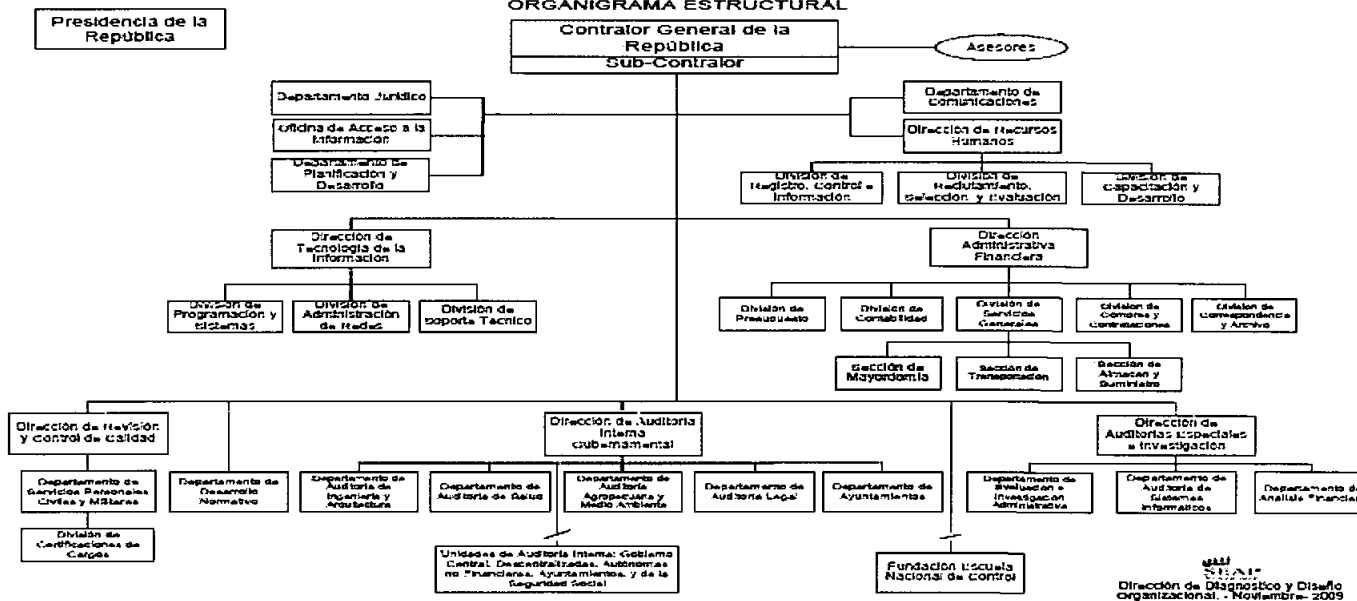 ORGANIGRAMA ESTRUCTURAL
Presidencia de la
República
Contralor General de la
República
Sub-Contralor
Asesores
Departamento Jurídico
Oficina de Acceso a la
Información
Departamento de
Planificación y
Desarrollo
Departamento de
Comunicaciones
Dirección de Recursos
Humanos
División de
Registro, Control e
Información
División de
Reclutamiento,
Selección y Evaluación
División de
Capacitación y
Desarrollo
Dirección de
Tecnología de la
Información
Dirección
Administrativa
Financiera
División de
Programación y
Sistemas
División de
Administración
de Redes
División de
Soporte Técnico
División de
Presupuesto
División de
Contabilidad
División de
Servicios
Generales
División de
Compras y
Contrataciones
División de
Correspondencia
y Archivo
Sección de
Mayordomía
Sección de
Transportación
Sección de
Almacén y
Suministro
Dirección de Revisión
y Control de Calidad
Dirección de Auditoría
Interna
Gubernamental
Dirección de
Auditorías Especiales
e Investigación
Departamento de
Servicios Personales
Civiles y Militares
Departamento de
Desarrollo
Normativo
Departamento de
Auditoría de
Ingeniería y
Arquitectura
Departamento de
Auditoría de Salud
Departamento de
Auditoría
Agropecuaria y
Medio Ambiente
Departamento de
Auditoría Legal
Departamento de
Ayuntamientos
Departamento de
Evaluación e
Investigación
Administrativa
Departamento de
Auditoría de
Sistemas
Informáticos
Departamento de
Análisis Financiero
División de
Certificaciones de
Cargos
Unidades de Auditoría Interna: Gobierno
Central, Descentralizadas, Autónomas
no Financieras, Ayuntamientos, y de la
Seguridad Social
Fundación Escuela
Nacional de Control
SEAP
Dirección de Diagnostico y Diseño
Organizacional. - Noviembre- 2009